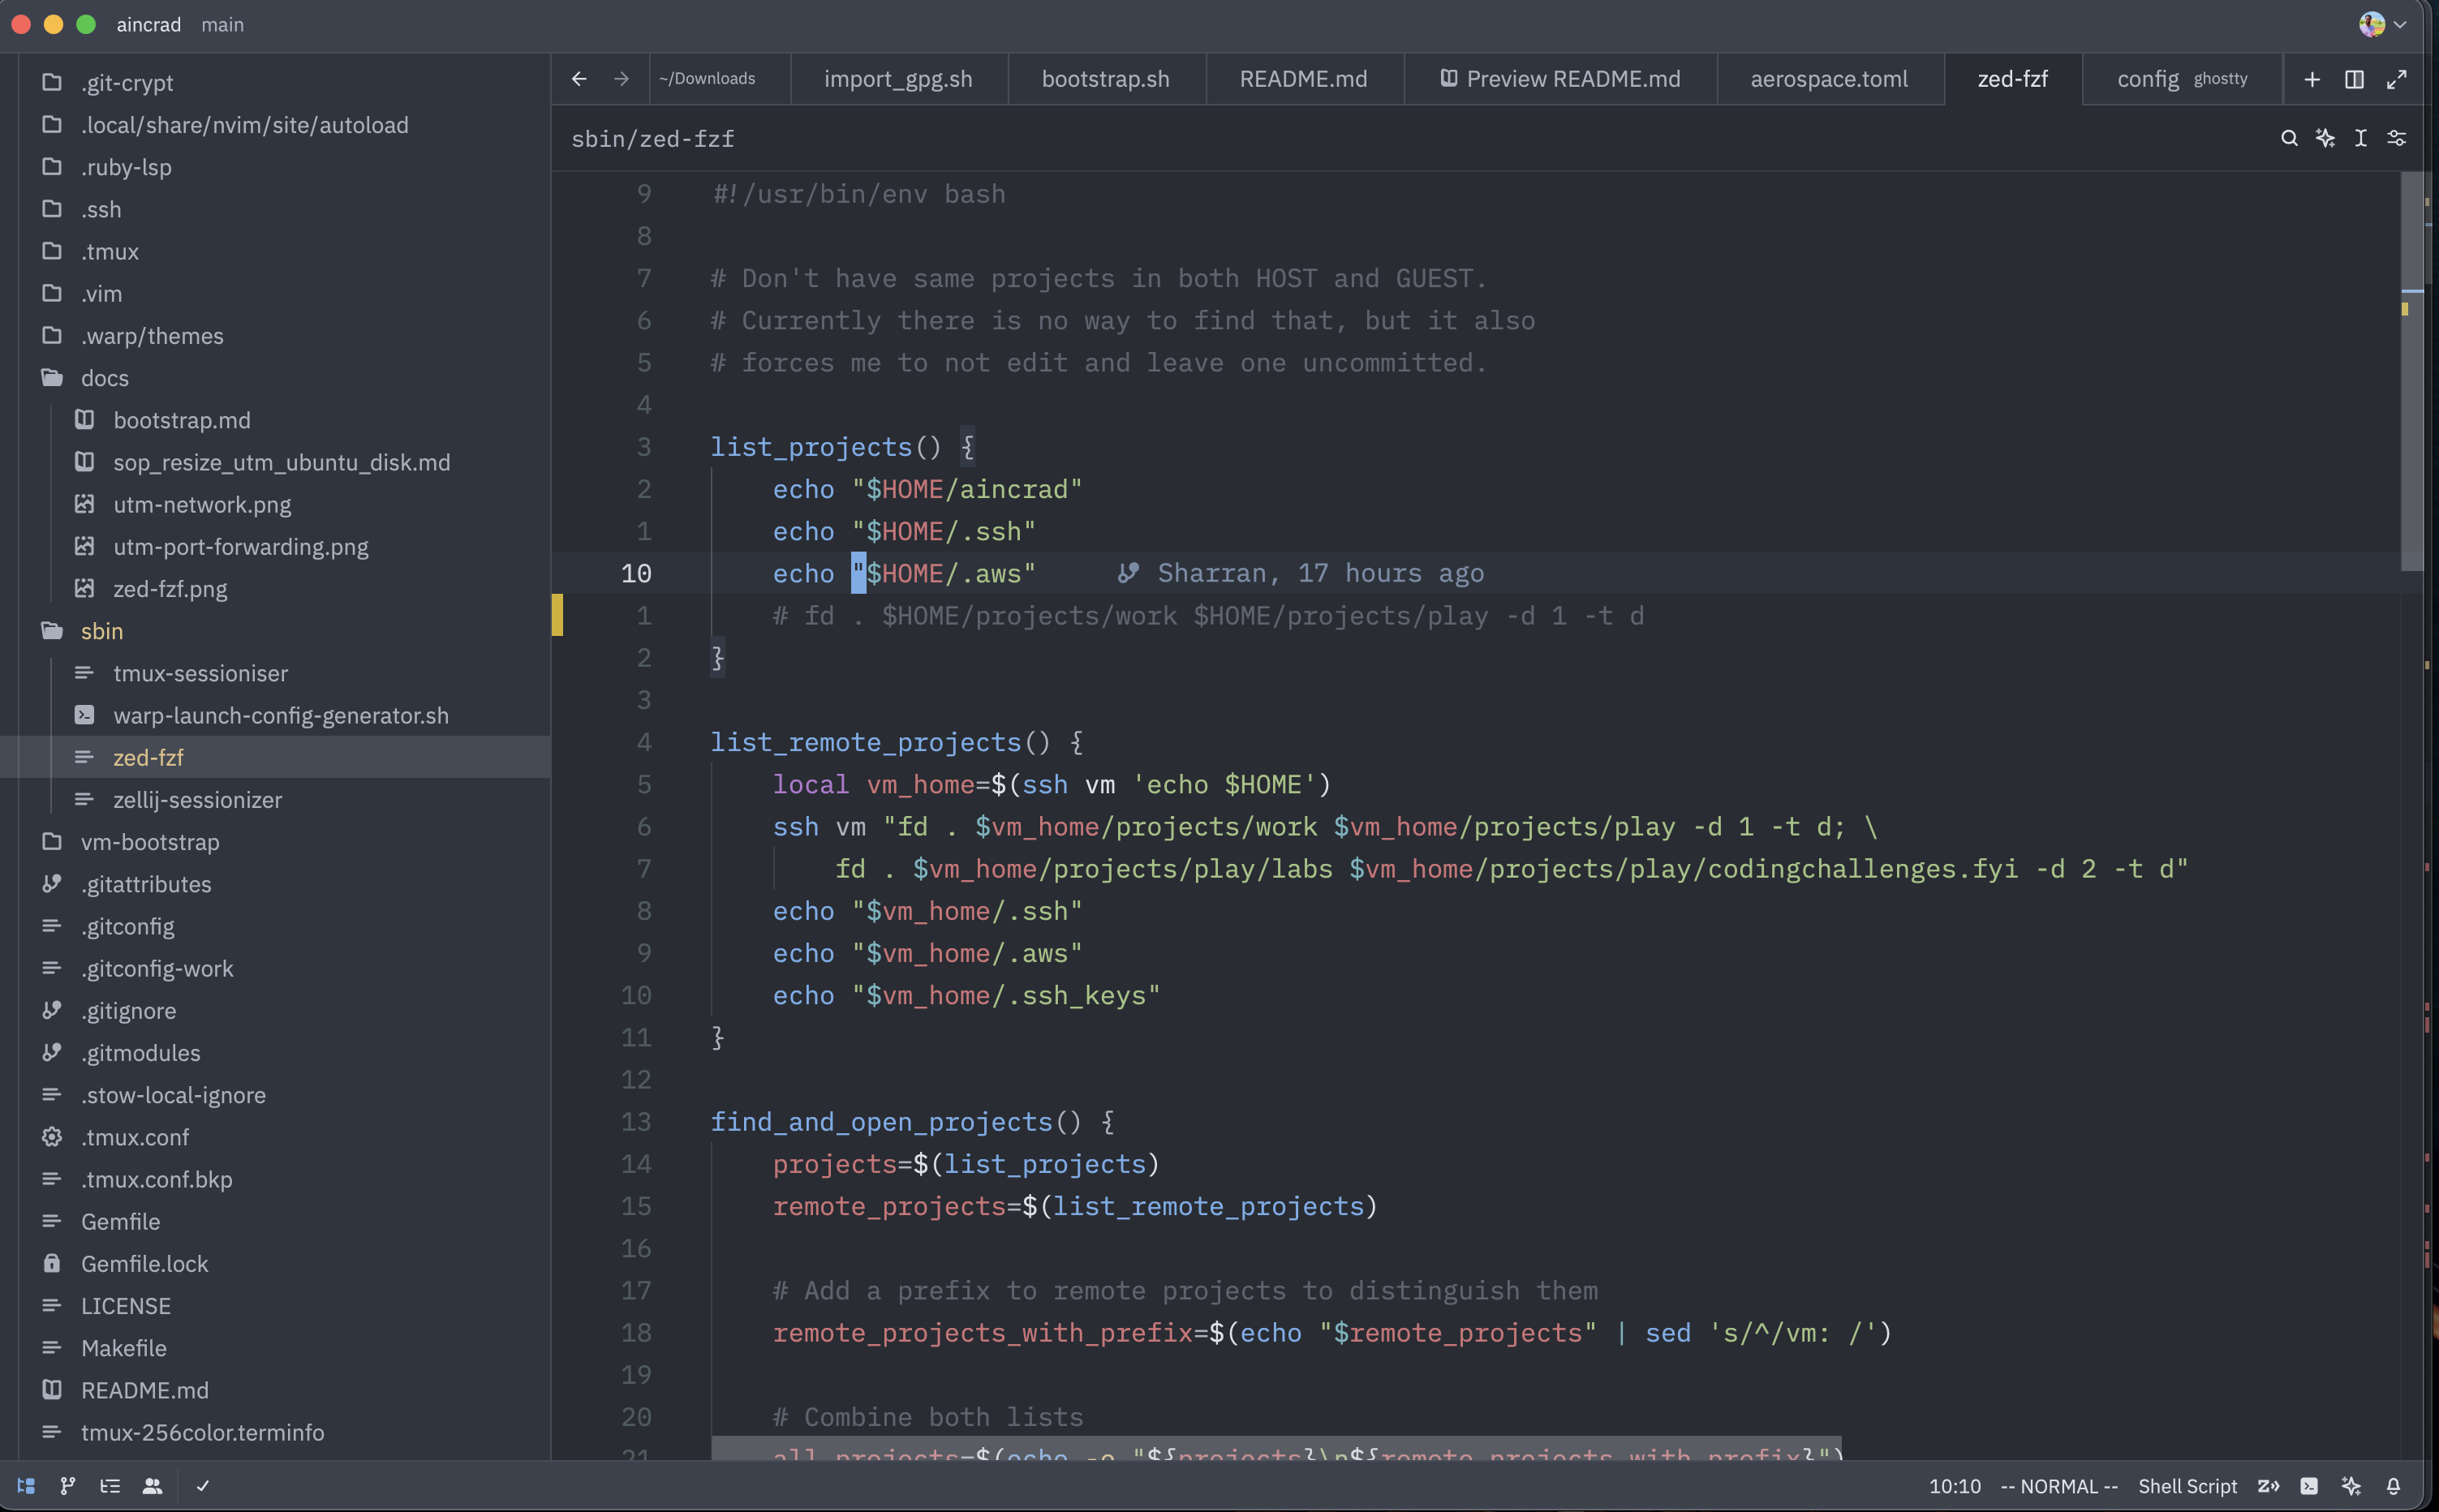 aincrad main
.git-crypt
.local/share/nvim/site/autoload
.ruby-lsp
.ssh
.tmux
.vim
.warp/themes
docs
bootstrap.md
sop_resize_utm_ubuntu_disk.md
utm-network.png
utm-port-forwarding.png
zed-fzf.png
sbin
tmux-sessioniser
warp-launch-config-generator.sh
zed-fzf
zellij-sessionizer
vm-bootstrap
.gitattributes
.gitconfig
.gitconfig-work
.gitignore
.gitmodules
.stow-local-ignore
.tmux.conf
.tmux.conf.bkp
Gemfile
Gemfile.lock
LICENSE
Makefile
README.md
tmux-256color.terminfo
~/Downloads import_gpg.sh bootstrap.sh README.md Preview README.md aerospace.toml zed-fzf config ghostty
sbin/zed-fzf
9 #!/usr/bin/env bash
8
7 # Don't have same projects in both HOST and GUEST.
6 # Currently there is no way to find that, but it also
5 # forces me to not edit and leave one uncommitted.
4
3 list_projects() {
2 echo "$HOME/aincrad"
1 echo "$HOME/.ssh"
10 echo "$HOME/.aws" Sharran, 17 hours ago
1 # fd . $HOME/projects/work $HOME/projects/play -d 1 -t d
2 }
3
4 list_remote_projects() {
5 local vm_home=$(ssh vm 'echo $HOME')
6 ssh vm "fd . $vm_home/projects/work $vm_home/projects/play -d 1 -t d; \
7 fd . $vm_home/projects/play/labs $vm_home/projects/play/codingchallenges.fyi -d 2 -t d"
8 echo "$vm_home/.ssh"
9 echo "$vm_home/.aws"
10 echo "$vm_home/.ssh_keys"
11 }
12
13 find_and_open_projects() {
14 projects=$(list_projects)
15 remote_projects=$(list_remote_projects)
16
17 # Add a prefix to remote projects to distinguish them
18 remote_projects_with_prefix=$(echo "$remote_projects" | sed 's/^/vm: /')
19
20 # Combine both lists
21 all_projects=$(echo -e "${projects}\n${remote_projects_with_prefix}")
10:10 -- NORMAL -- Shell Script